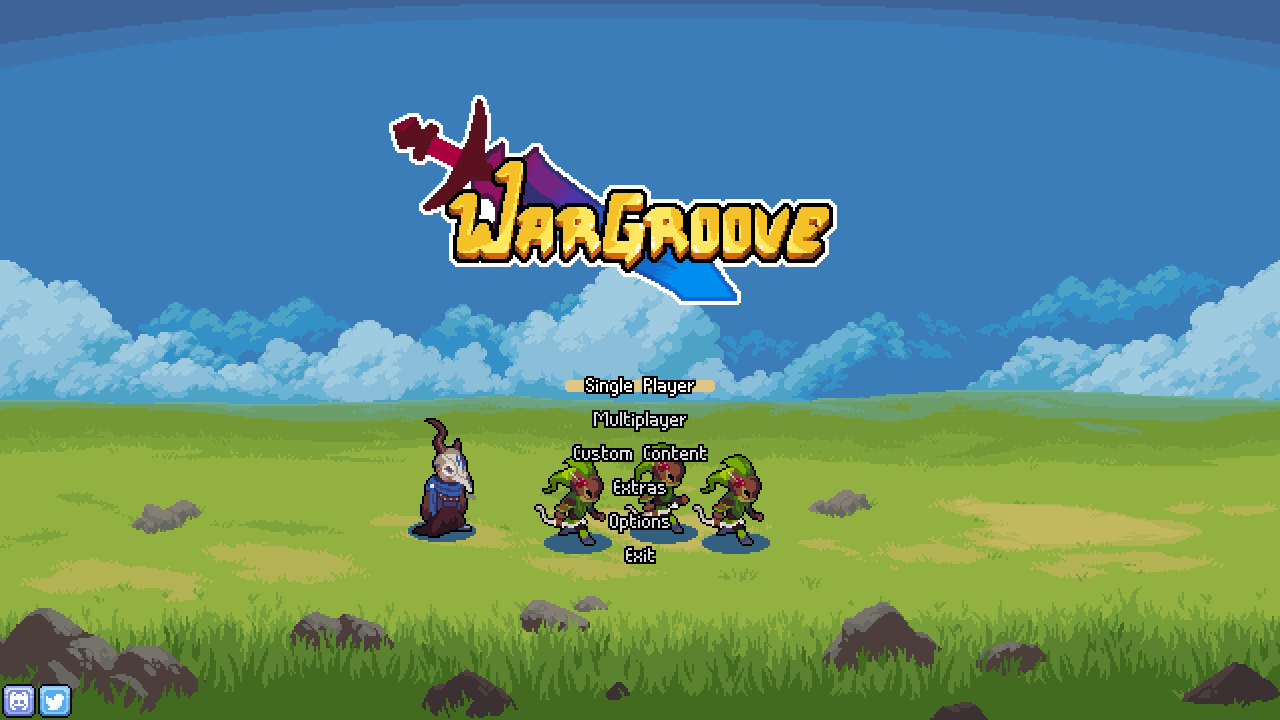 WARGROOVE
Single Player
Multiplayer
Custom Content
Extras
Options
Exit